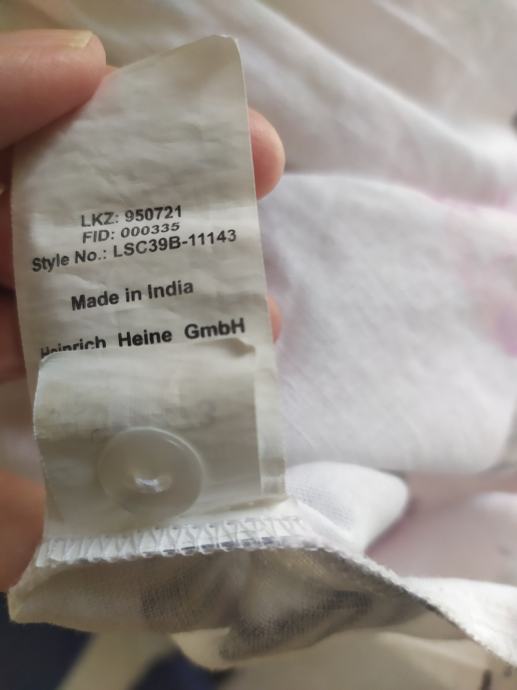 LKZ: 950721
FID: 000335
Style No.: LSC39B-11143
Made in India
Heinrich Heine GmbH